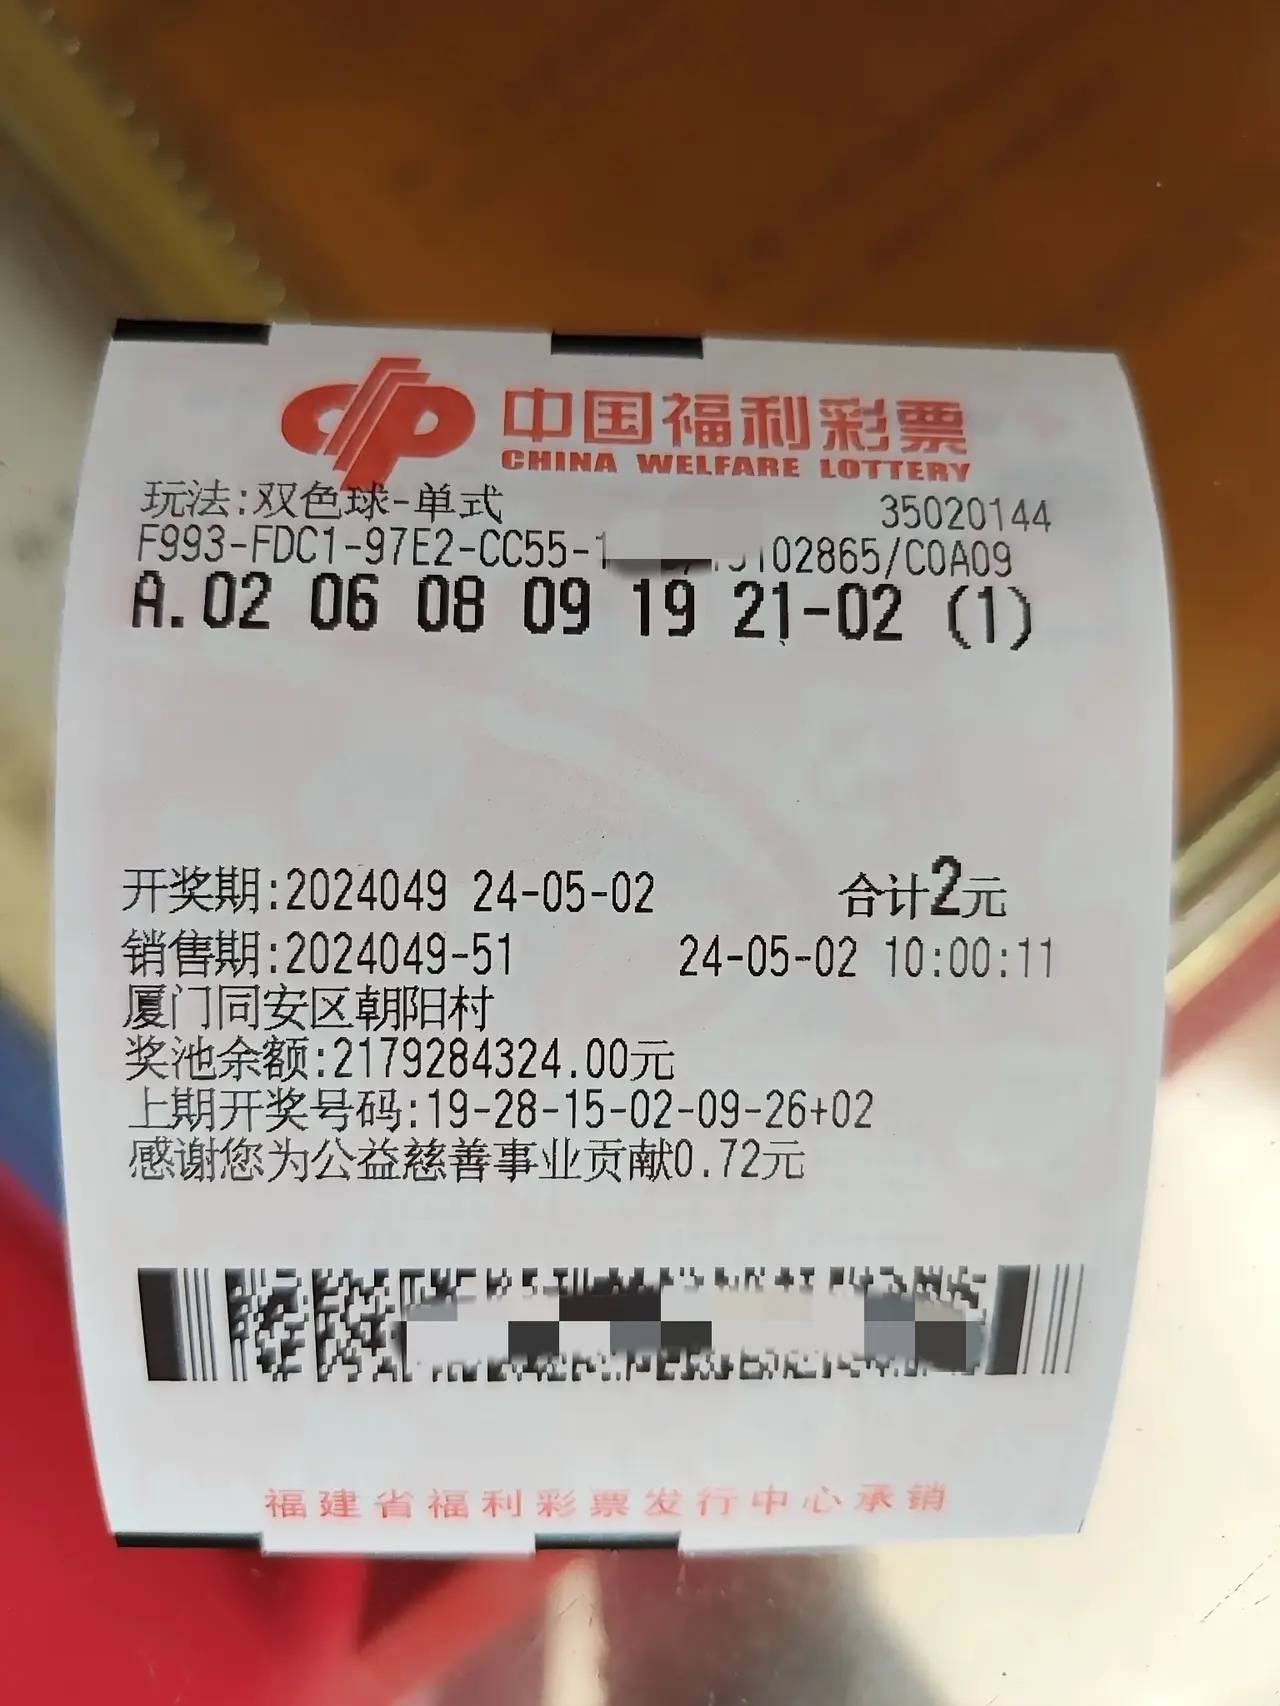 中国福利彩票
CHINA WELFARE LOTTERY
玩法:双色球-单式 35020144
F993-FDC1-97E2-CC55-1 102865/C0A09
A.02 06 08 09 19 21-02 (1)
开奖期:2024049 24-05-02 合计2元
销售期:2024049-51 24-05-02 10:00:11
厦门同安区朝阳村
奖池余额:2179284324.00元
上期开奖号码:19-28-15-02-09-26+02
感谢您为公益慈善事业贡献0.72元
福建省福利彩票发行中心承销